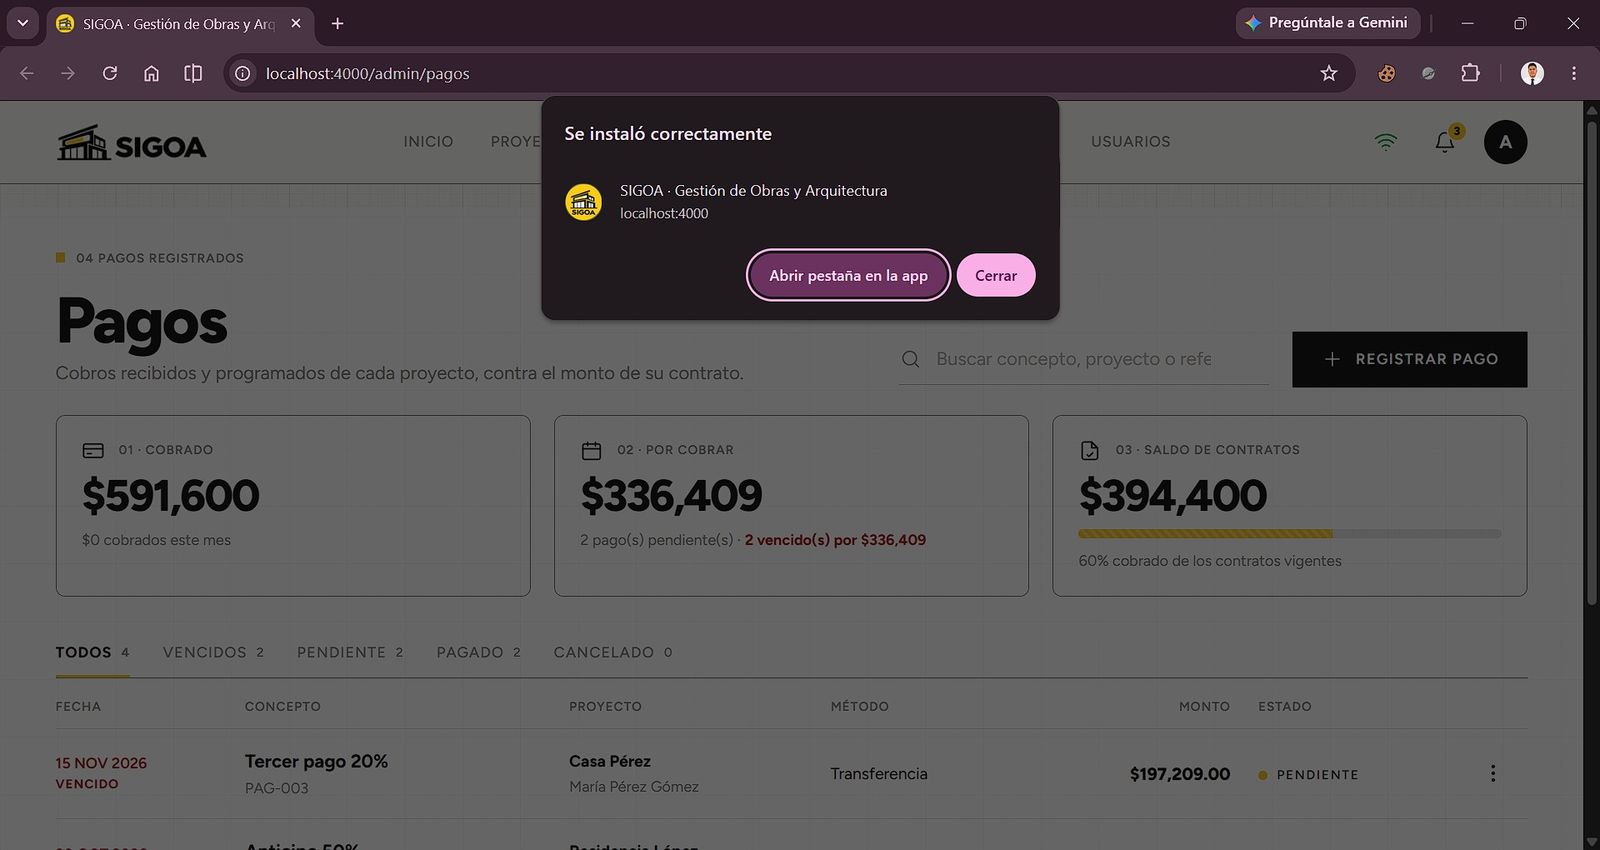 SIGOA · Gestión de Obras y Arq
Pregúntale a Gemini
localhost:4000/admin/pagos
Se instaló correctamente
SIGOA · Gestión de Obras y Arquitectura
localhost:4000
Abrir pestaña en la app
Cerrar
SIGOA
INICIO
PROYE
USUARIOS
3
A
04 PAGOS REGISTRADOS
Pagos
Cobros recibidos y programados de cada proyecto, contra el monto de su contrato.
Buscar concepto, proyecto o refe
REGISTRAR PAGO
01 · COBRADO
$591,600
$0 cobrados este mes
02 · POR COBRAR
$336,409
2 pago(s) pendiente(s) · 2 vencido(s) por $336,409
03 · SALDO DE CONTRATOS
$394,400
60% cobrado de los contratos vigentes
TODOS 4
VENCIDOS 2
PENDIENTE 2
PAGADO 2
CANCELADO 0
FECHA
CONCEPTO
PROYECTO
MÉTODO
MONTO
ESTADO
15 NOV 2026
VENCIDO
Tercer pago 20%
PAG-003
Casa Pérez
María Pérez Gómez
Transferencia
$197,209.00
PENDIENTE